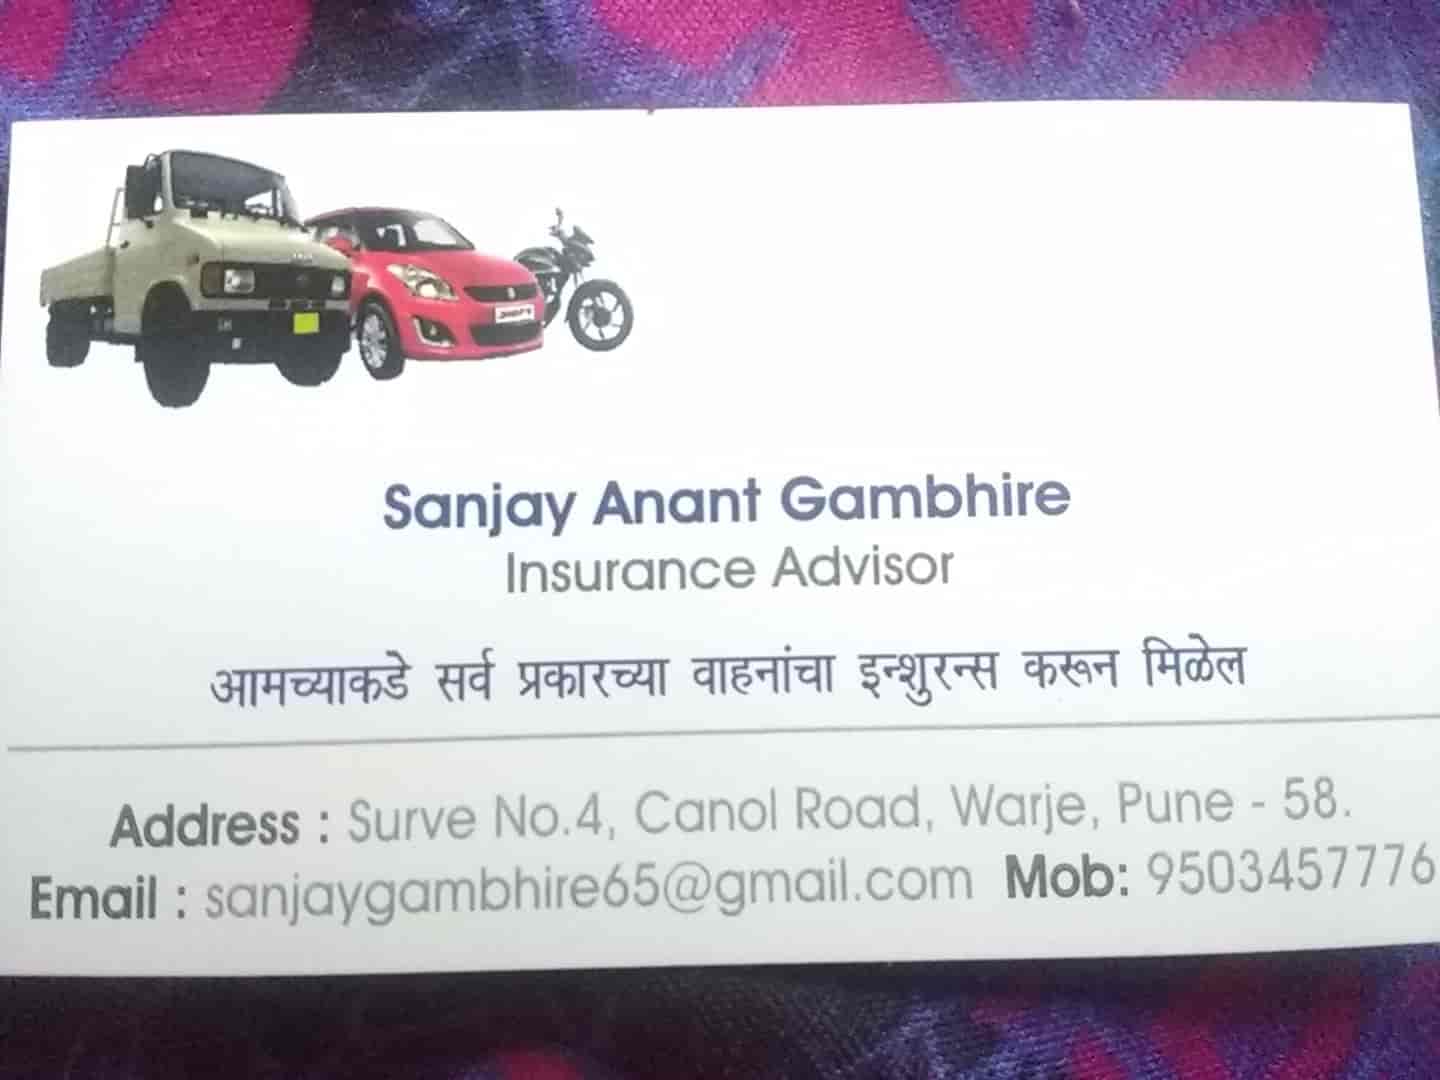 Sanjay Anant Gambhire
Insurance Advisor
आमच्याकडे सर्व प्रकारच्या वाहनांचा इन्शुरन्स करून मिळेल
Address : Surve No.4, Canol Road, Warje, Pune - 58.
Email : sanjaygambhire65@gmail.com Mob: 9503457776